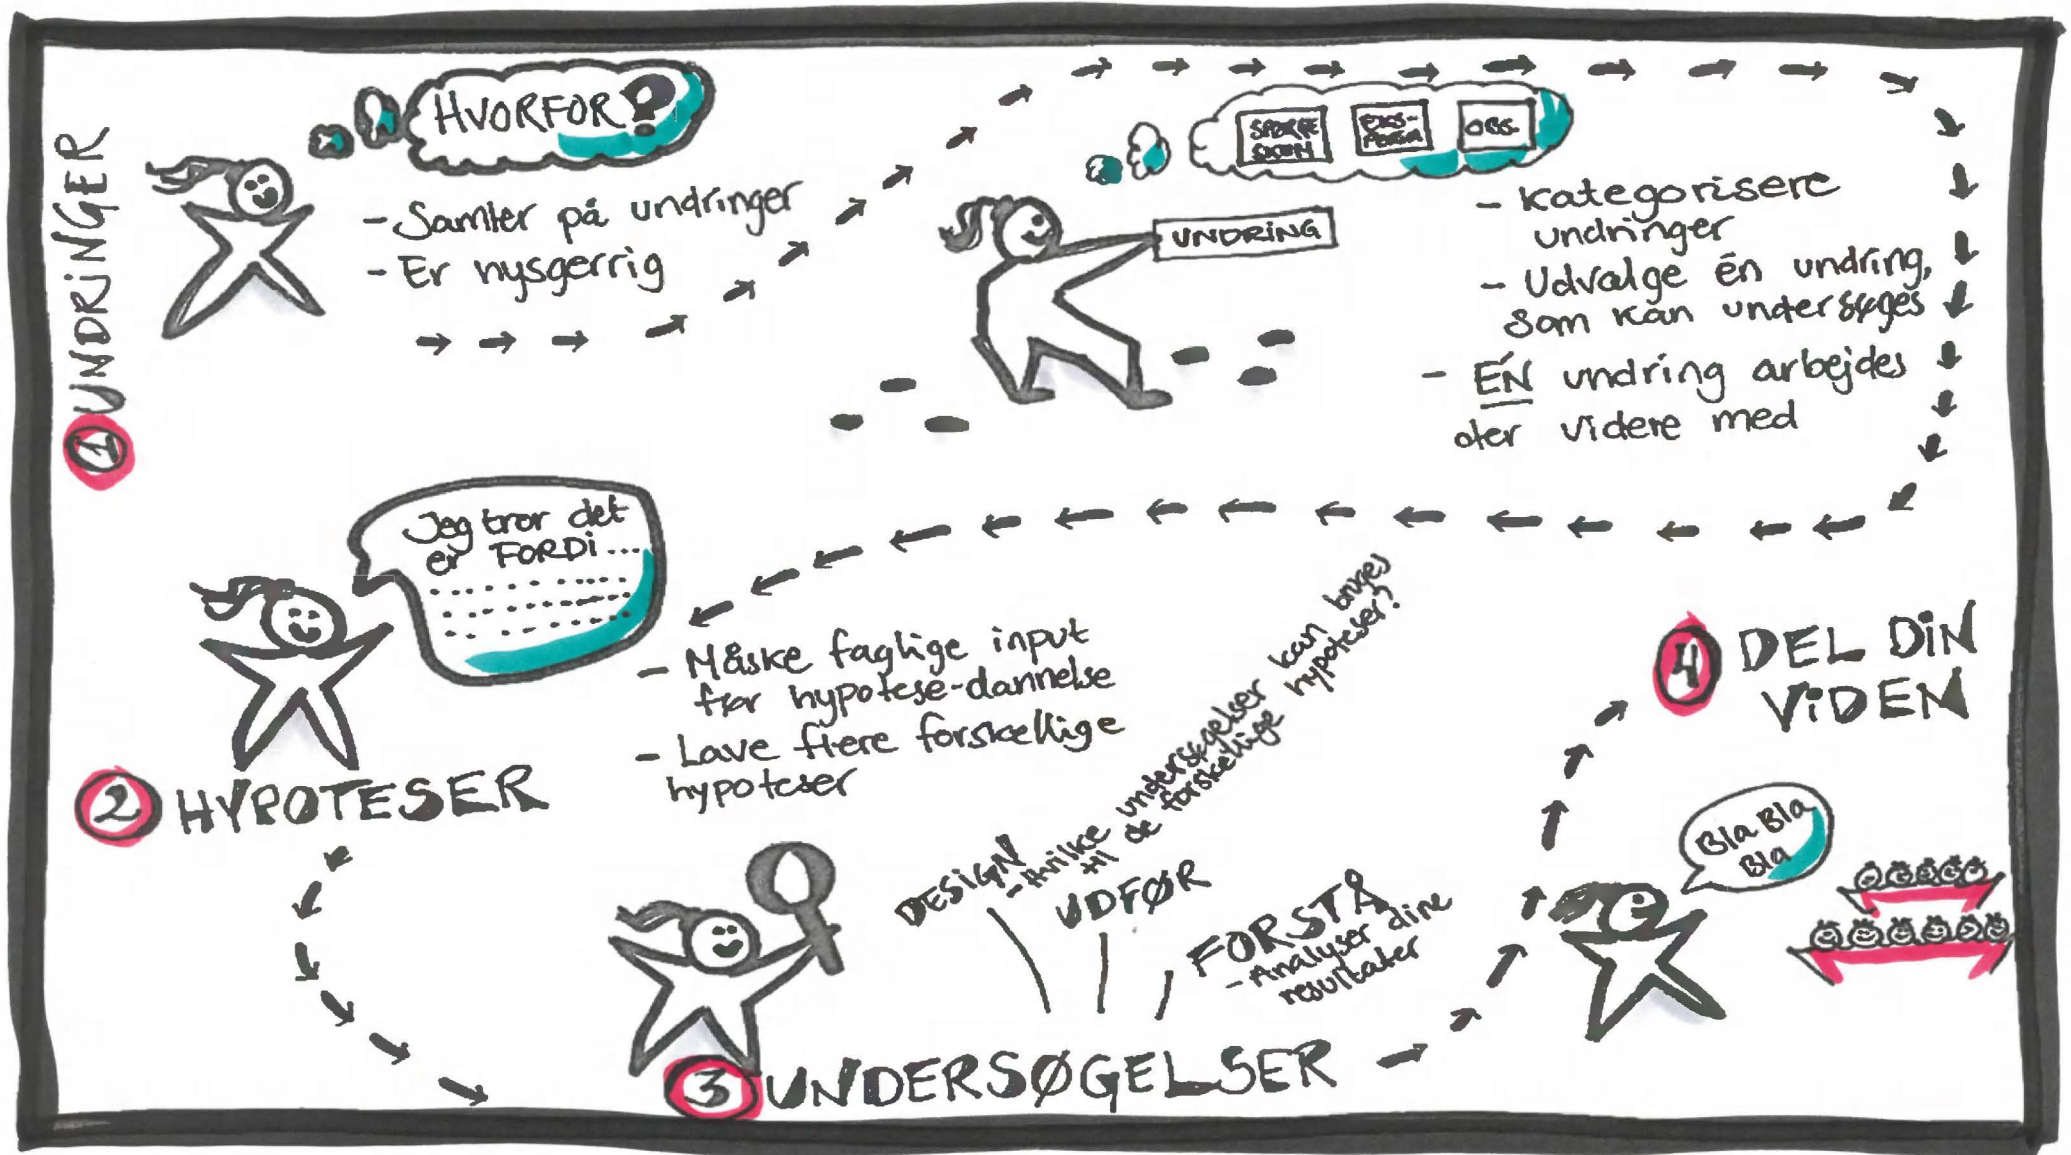 1 UNDRINGER
HVORFOR?
- Samler på undringer
- Er nysgerrig
SPØRGE
SKEM
EKS-
PERIM
OBS.
UNDRING
- Kategorisere
undringer
- Udvælge én undring,
som kan undersøges
- ÉN undring arbejdes
der videre med
Jeg tror det
er FORDI...
- Måske faglige input
før hypotese-dannelse
- Lave flere forskellige
hypoteser
2 HYPOTESER
DESIGN
- Hvilke undersøgelser kan bruges
til de forskellige hypoteser?
UDFØR
FORSTÅ
- Analyser dine
resultater
3 UNDERSØGELSER
4 DEL DIN
VIDEN
Bla Bla
Bla